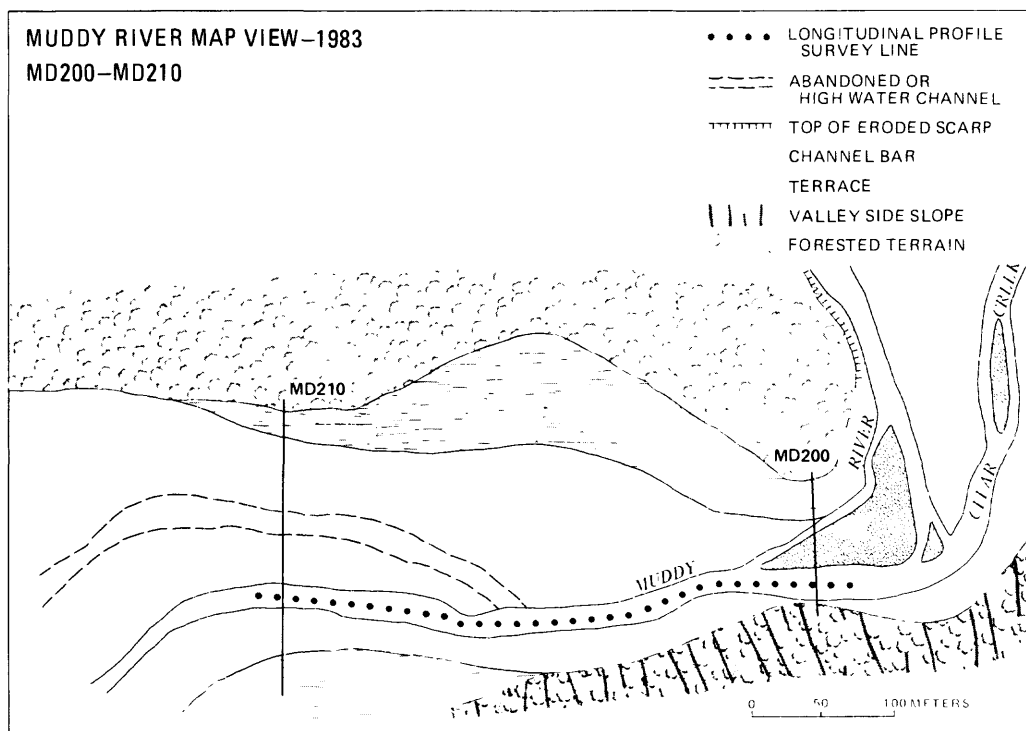 MUDDY RIVER MAP VIEW–1983
MD200–MD210
LONGITUDINAL PROFILE
SURVEY LINE
ABANDONED OR
HIGH WATER CHANNEL
TOP OF ERODED SCARP
CHANNEL BAR
TERRACE
VALLEY SIDE SLOPE
FORESTED TERRAIN
CREEK
MD210
MD200
RIVER
CLEAR
MUDDY
0 50 100 METERS